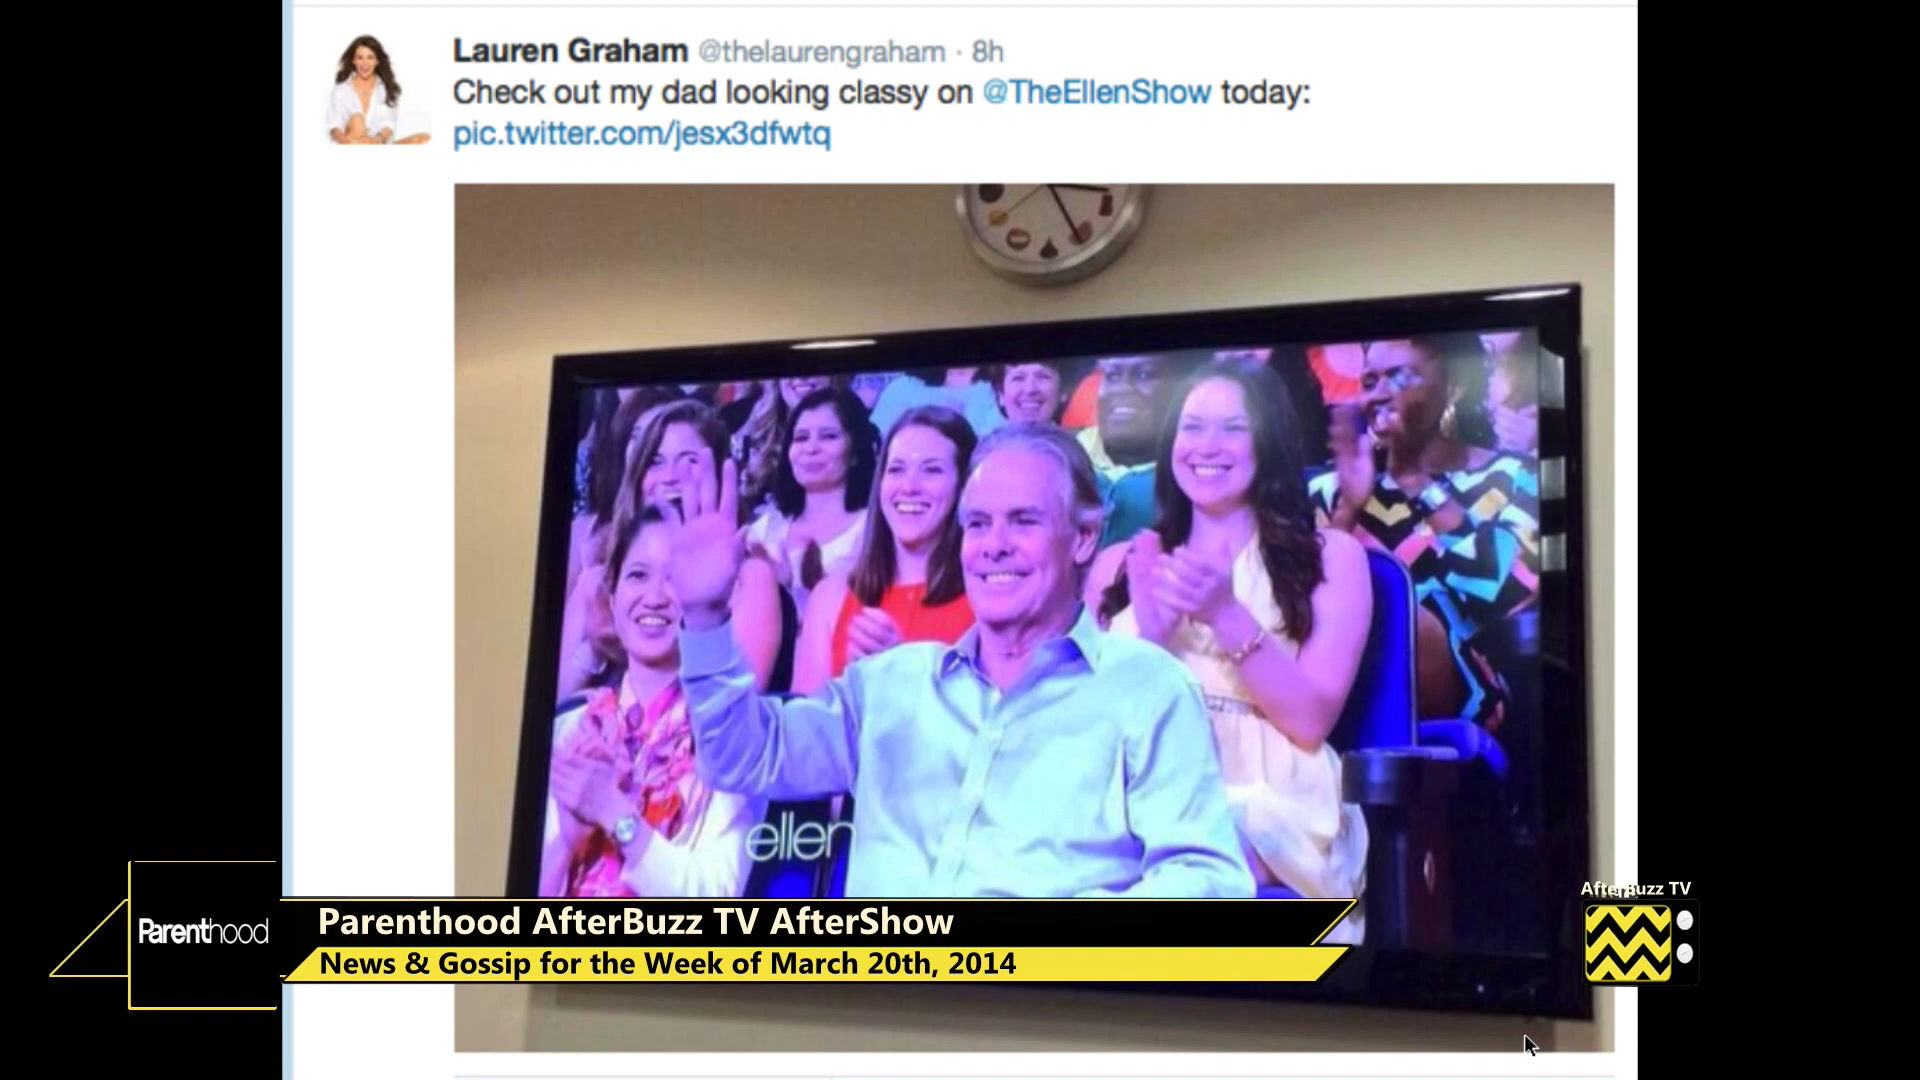 Lauren Graham @thelaurengraham · 8h
Check out my dad looking classy on @TheEllenShow today:
pic.twitter.com/jesx3dfwtq
ellen
Parenthood
Parenthood AfterBuzz TV AfterShow
News & Gossip for the Week of March 20th, 2014
AfterBuzz TV